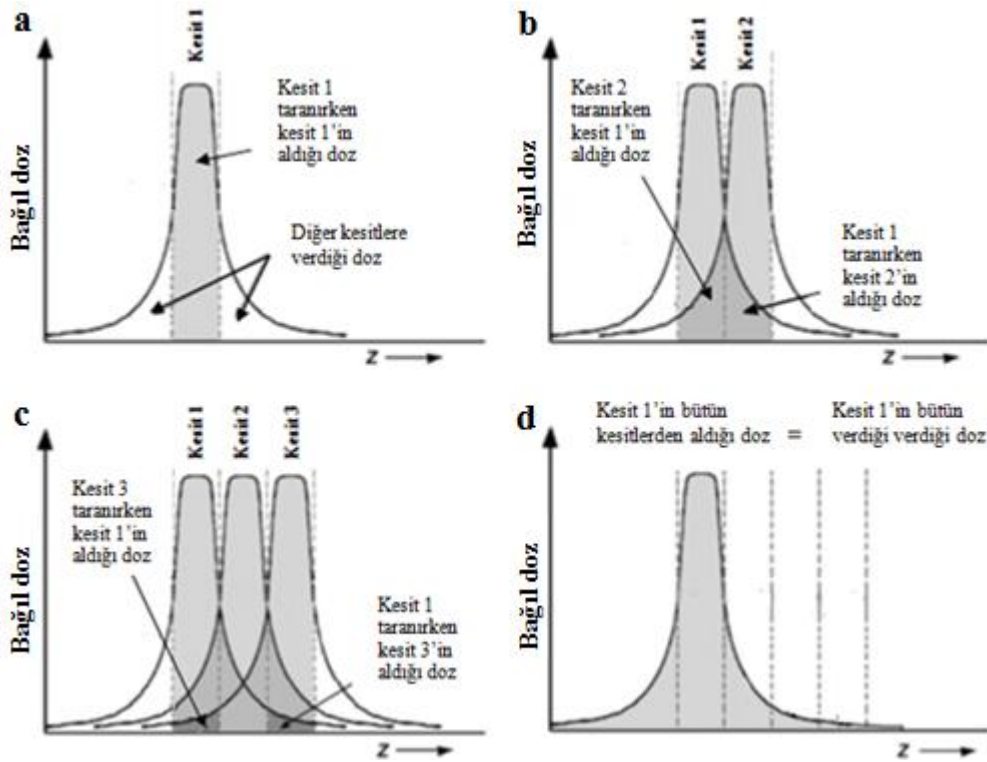 a
Kesit 1
Kesit 1
taranırken
kesit 1’in
aldığı doz
Diğer kesitlere
verdiği doz
Bağıl doz
z
b
Kesit 1
Kesit 2
Kesit 2
taranırken
kesit 1’in
aldığı doz
Kesit 1
taranırken
kesit 2’in
aldığı doz
Bağıl doz
z
c
Kesit 1
Kesit 2
Kesit 3
Kesit 3
taranırken
kesit 1’in
aldığı doz
Kesit 1
taranırken
kesit 3’in
aldığı doz
Bağıl doz
z
d
Kesit 1’in bütün
kesitlerden aldığı doz
=
Kesit 1’in bütün
verdiği verdiği doz
Bağıl doz
z